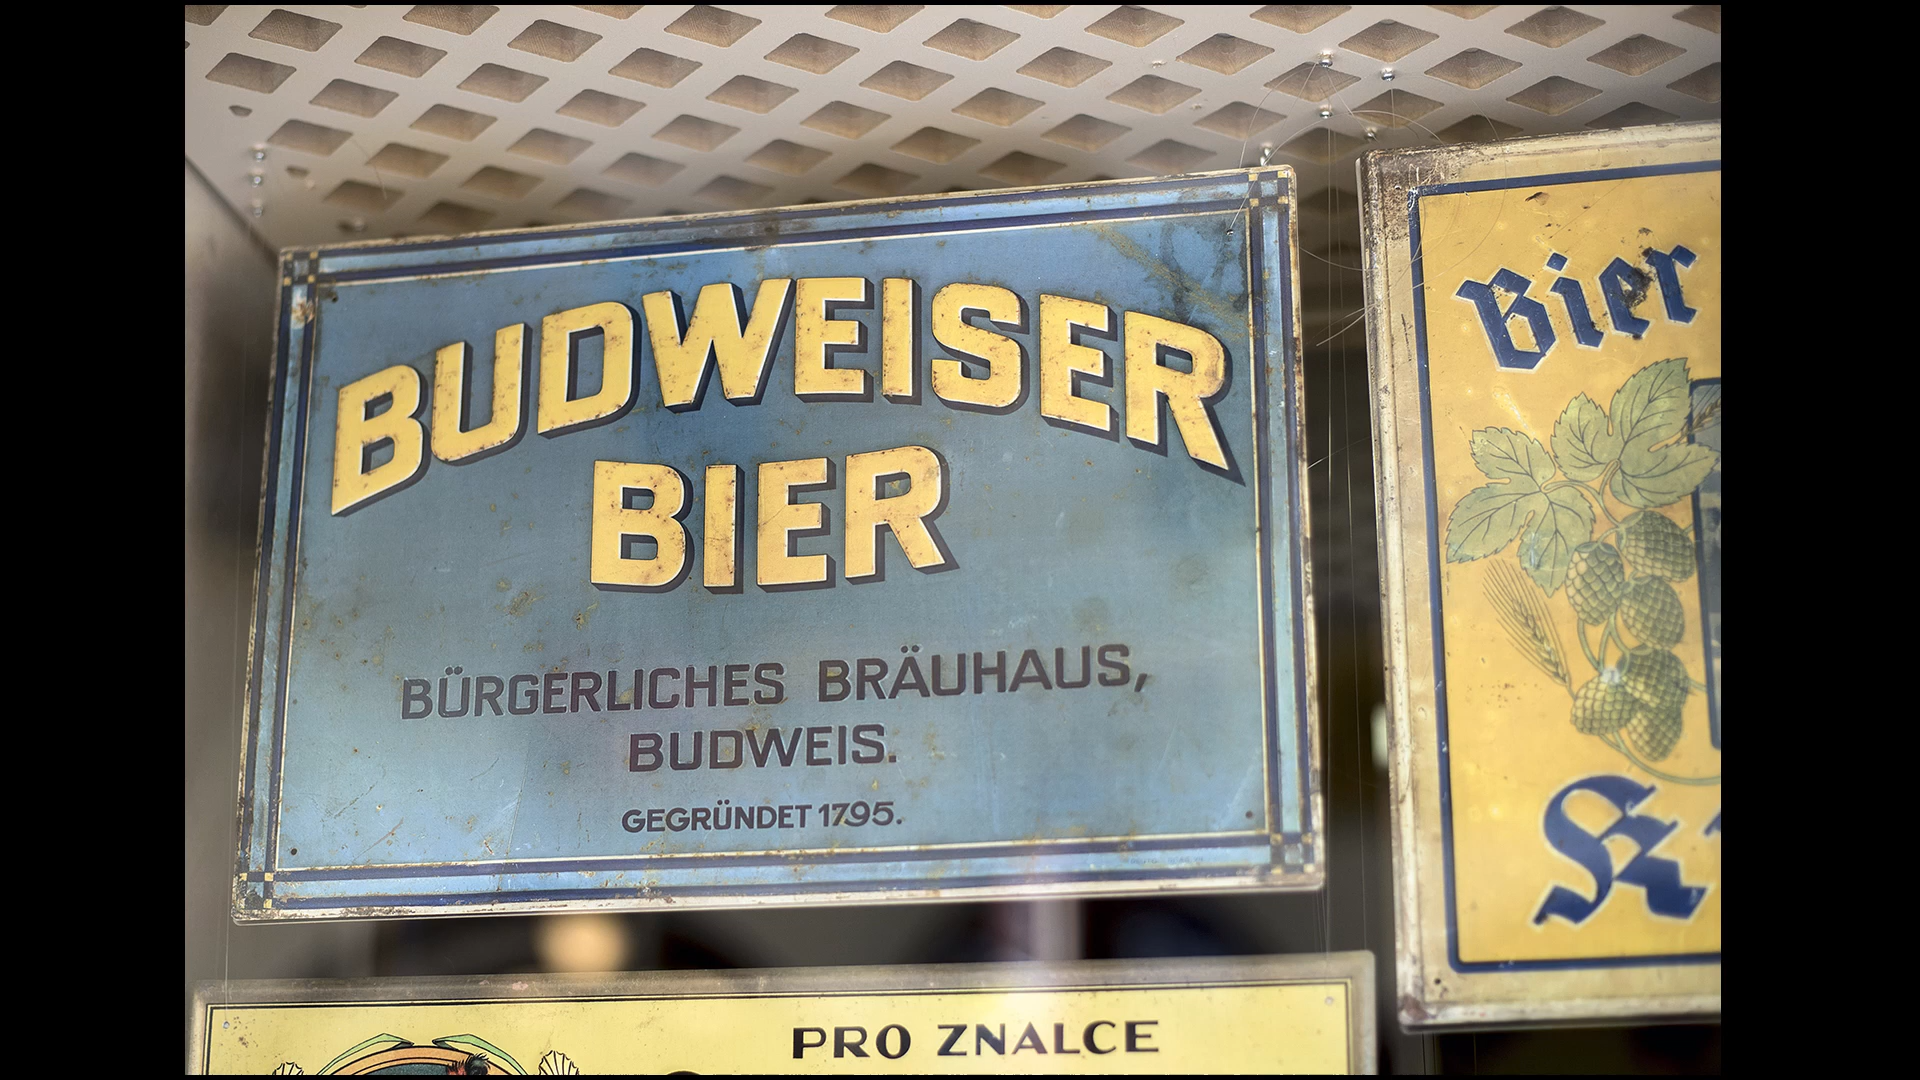 BUDWEISER
BIER
BÜRGERLICHES BRÄUHAUS,
BUDWEIS.
GEGRÜNDET 1795.
Bier
PRO ZNALCE